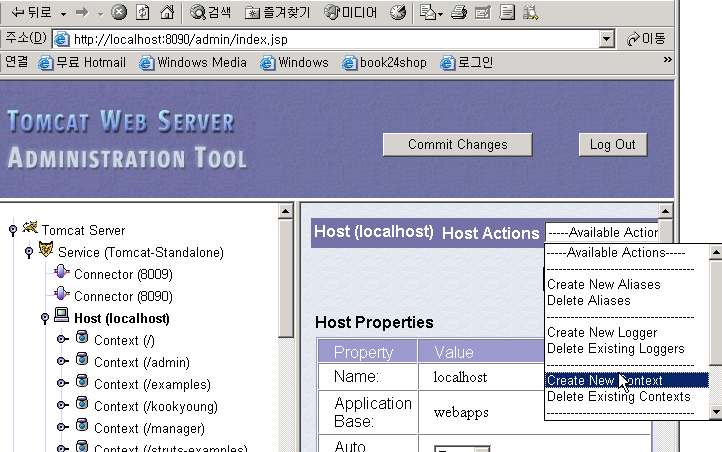 뒤로 검색 즐겨찾기 미디어
주소(D) http://localhost:8090/admin/index.jsp 이동
연결 무료 Hotmail Windows Media Windows book24shop 로그인 »
TOMCAT WEB SERVER
ADMINISTRATION TOOL
Commit Changes Log Out
Tomcat Server
Service (Tomcat-Standalone)
Connector (8009)
Connector (8090)
Host (localhost)
Context (/)
Context (/admin)
Context (/examples)
Context (/kookyoung)
Context (/manager)
Context (/struts-examples)
Host (localhost) Host Actions -----Available Action
-----Available Actions-----
---------------------------------
Create New Aliases
Delete Aliases
---------------------------------
Create New Logger
Delete Existing Loggers
---------------------------------
Create New Context
Delete Existing Contexts
---------------------------------
Host Properties
Property Value
Name: localhost
Application
Base: webapps
Auto